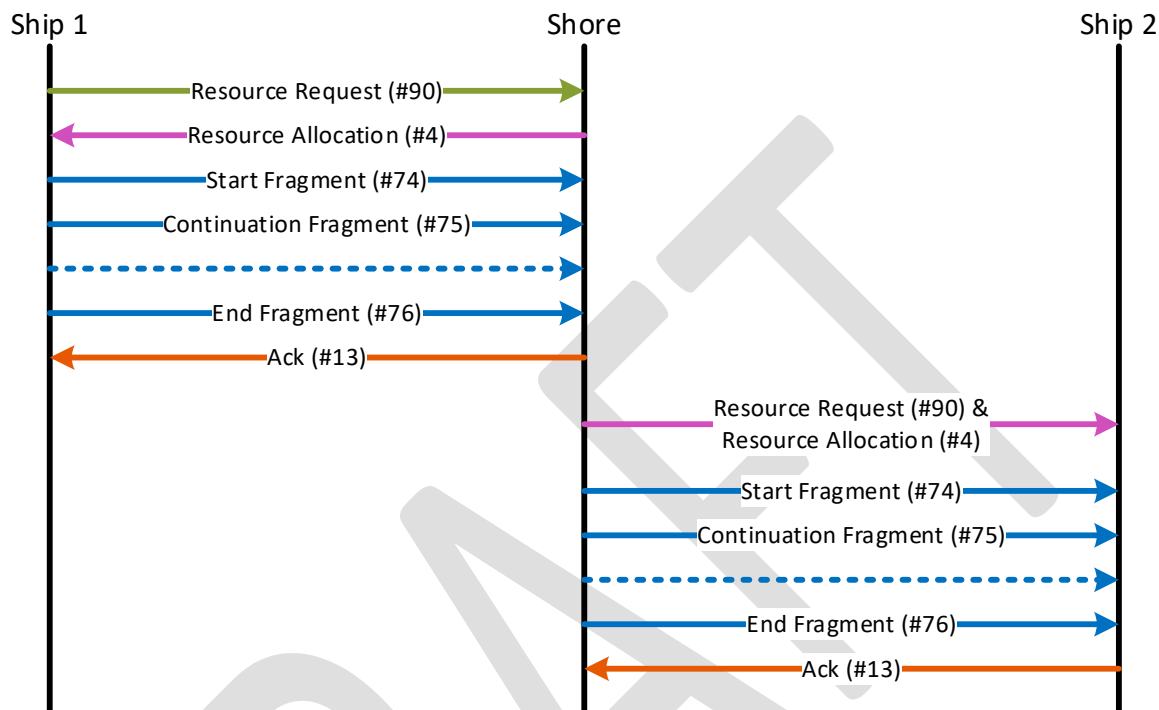 Ship 1
Shore
Ship 2
Resource Request (#90)
Resource Allocation (#4)
Start Fragment (#74)
Continuation Fragment (#75)
End Fragment (#76)
Ack (#13)
Resource Request (#90) &
Resource Allocation (#4)
Start Fragment (#74)
Continuation Fragment (#75)
End Fragment (#76)
Ack (#13)